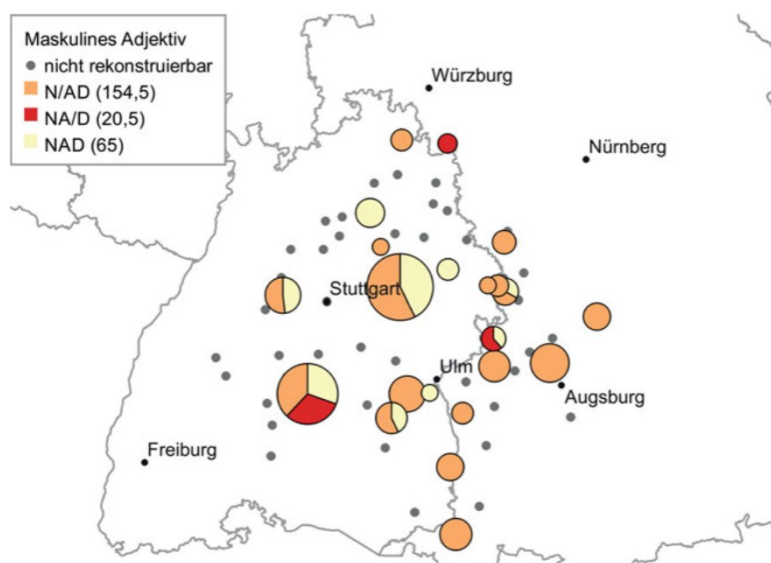 Maskulines Adjektiv
nicht rekonstruierbar
N/AD (154,5)
NA/D (20,5)
NAD (65)
Würzburg
Nürnberg
Stuttgart
Ulm
Augsburg
Freiburg